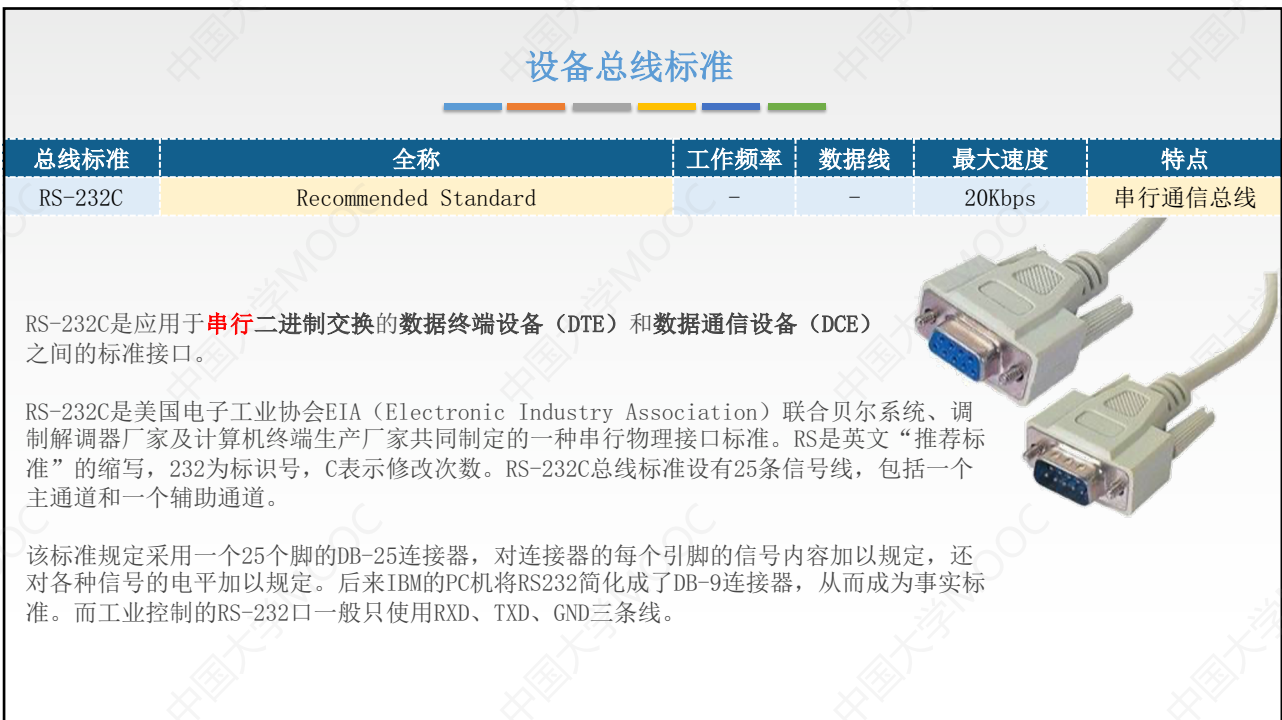 设备总线标准
总线标准 全称 工作频率 数据线 最大速度 特点
RS-232C Recommended Standard - - 20Kbps 串行通信总线
RS-232C是应用于串行二进制交换的数据终端设备（DTE）和数据通信设备（DCE）
之间的标准接口。
RS-232C是美国电子工业协会EIA（Electronic Industry Association）联合贝尔系统、调
制解调器厂家及计算机终端生产厂家共同制定的一种串行物理接口标准。RS是英文“推荐标
准”的缩写，232为标识号，C表示修改次数。RS-232C总线标准设有25条信号线，包括一个
主通道和一个辅助通道。
该标准规定采用一个25个脚的DB-25连接器，对连接器的每个引脚的信号内容加以规定，还
对各种信号的电平加以规定。后来IBM的PC机将RS232简化成了DB-9连接器，从而成为事实标
准。而工业控制的RS-232口一般只使用RXD、TXD、GND三条线。
中国大学MOOC